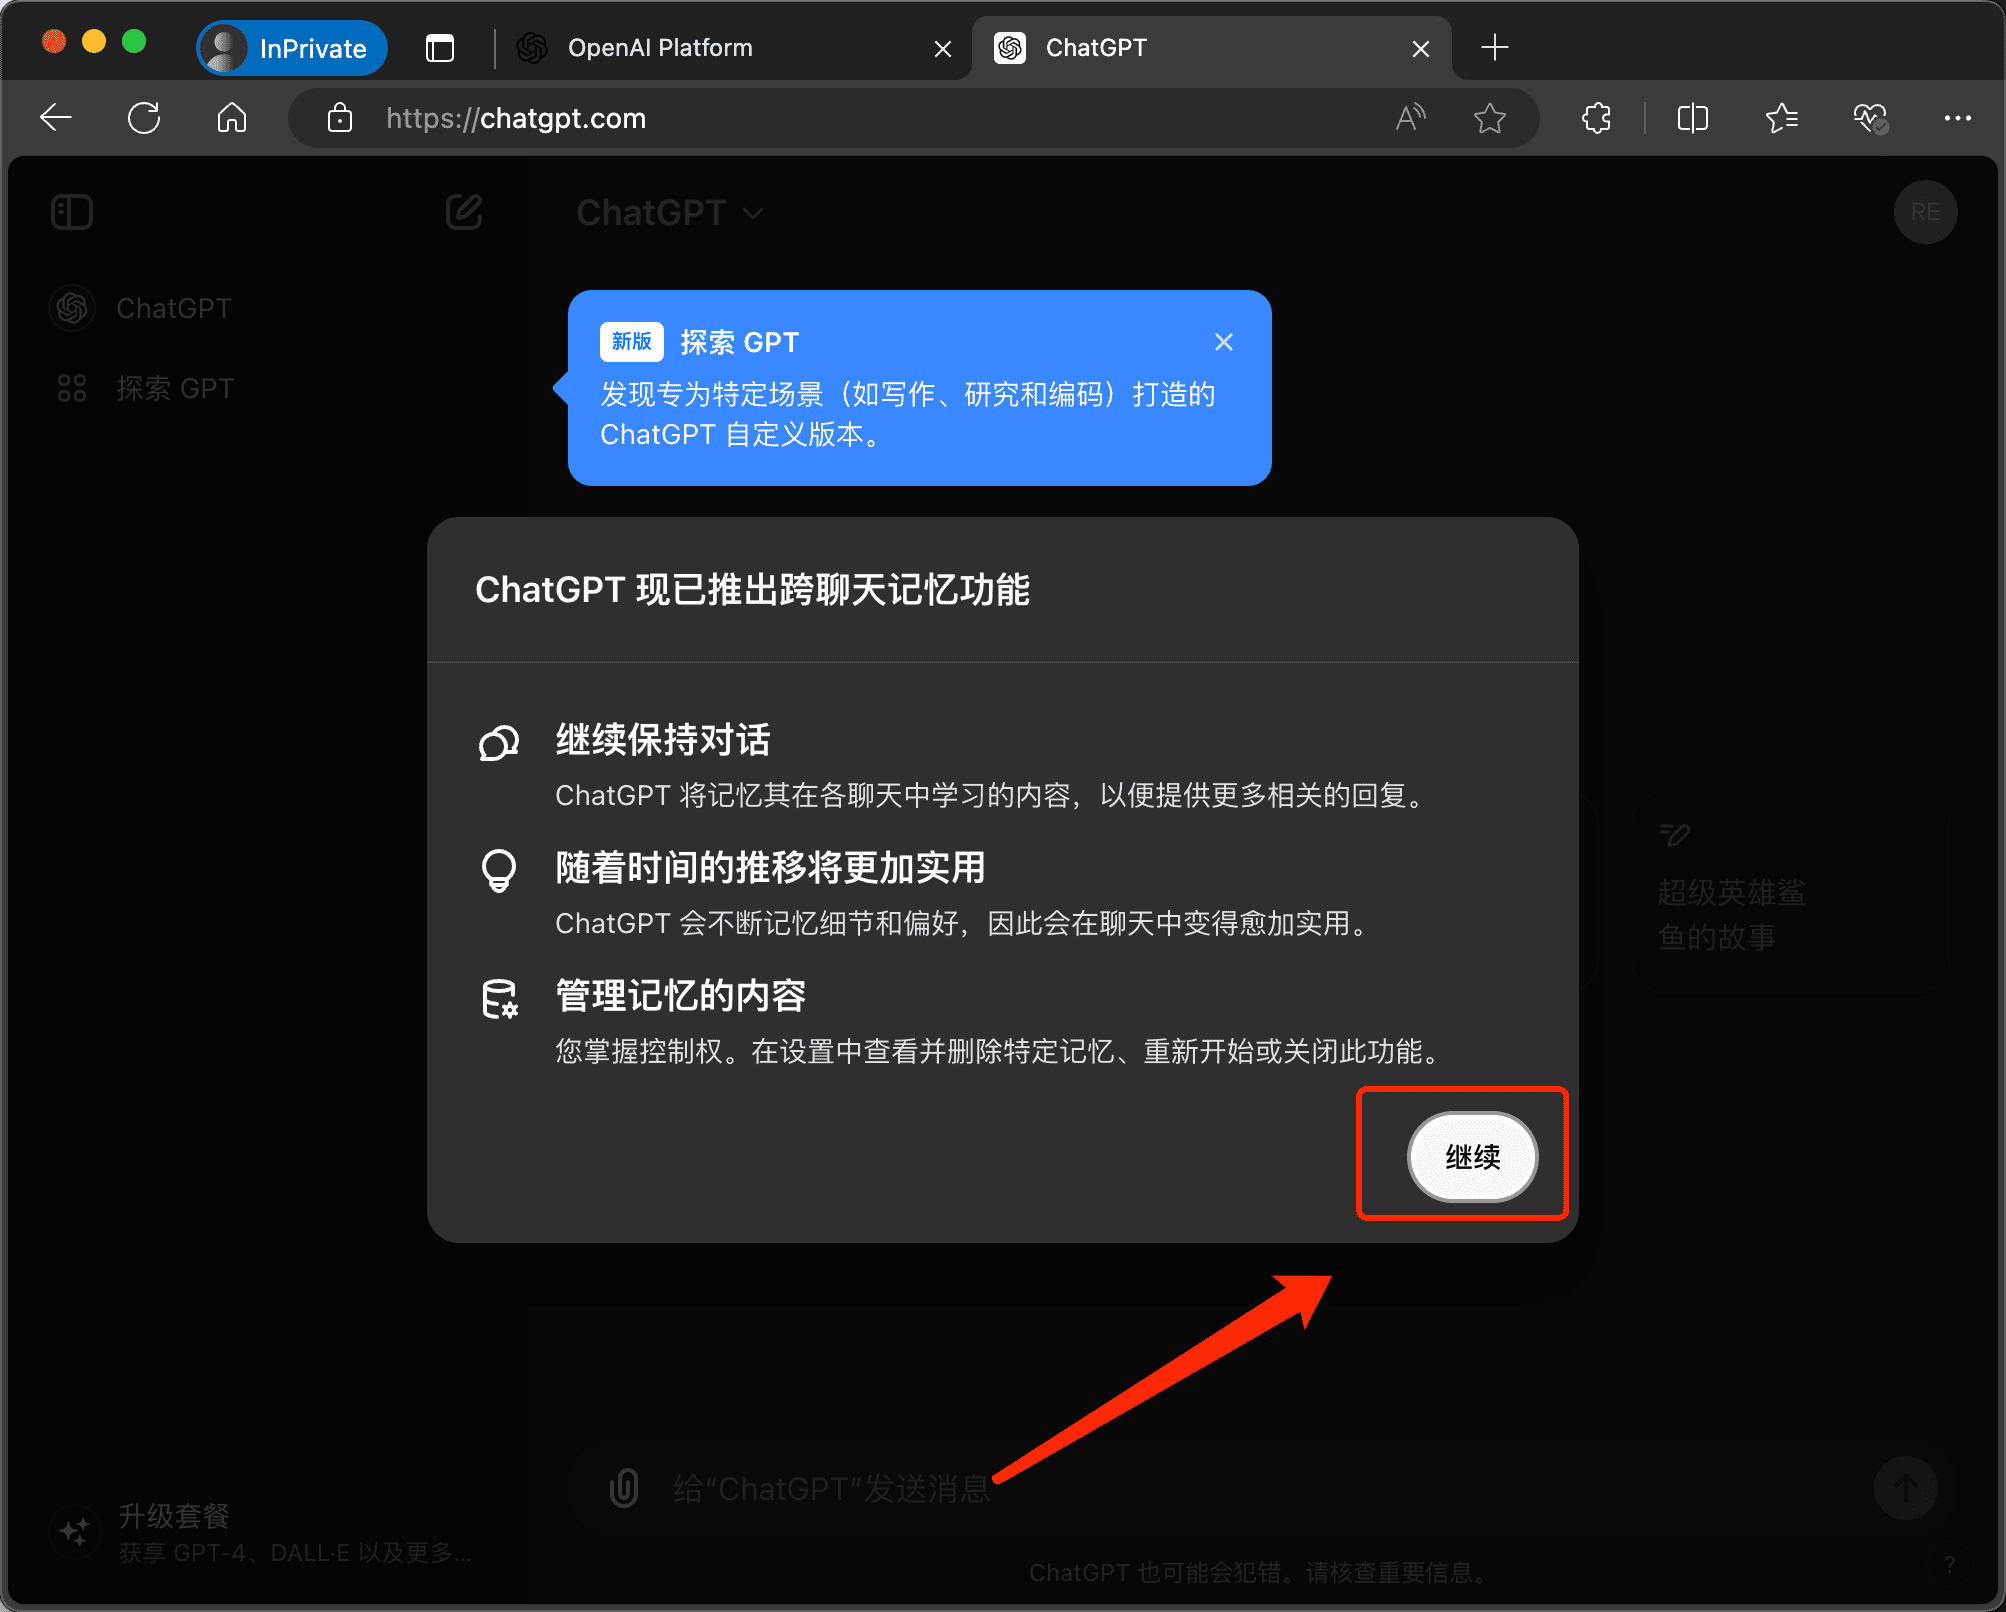 InPrivate
OpenAI Platform
ChatGPT
https://chatgpt.com
ChatGPT
RE
ChatGPT
探索 GPT
新版 探索 GPT
发现专为特定场景（如写作、研究和编码）打造的
ChatGPT 自定义版本。
ChatGPT 现已推出跨聊天记忆功能
继续保持对话
ChatGPT 将记忆其在各聊天中学习的内容，以便提供更多相关的回复。
随着时间的推移将更加实用
ChatGPT 会不断记忆细节和偏好，因此会在聊天中变得愈加实用。
管理记忆的内容
您掌握控制权。在设置中查看并删除特定记忆、重新开始或关闭此功能。
继续
超级英雄鲨
鱼的故事
给“ChatGPT”发送消息
升级套餐
获享 GPT-4、DALL·E 以及更多...
ChatGPT 也可能会犯错。请核查重要信息。
?